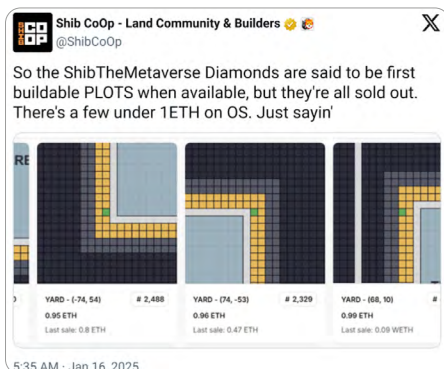 SHIB
CO
OP
Shib CoOp - Land Community & Builders
@ShibCoOp
X
So the ShibTheMetaverse Diamonds are said to be first
buildable PLOTS when available, but they're all sold out.
There's a few under 1ETH on OS. Just sayin'
RE
YARD - (-74, 54) # 2,488
0.95 ETH
Last sale: 0.8 ETH
YARD - (74, -53) # 2,329
0.96 ETH
Last sale: 0.47 ETH
YARD - (68, 10) #
0.99 ETH
Last sale: 0.09 WETH
5:35 AM · Jan 16, 2025